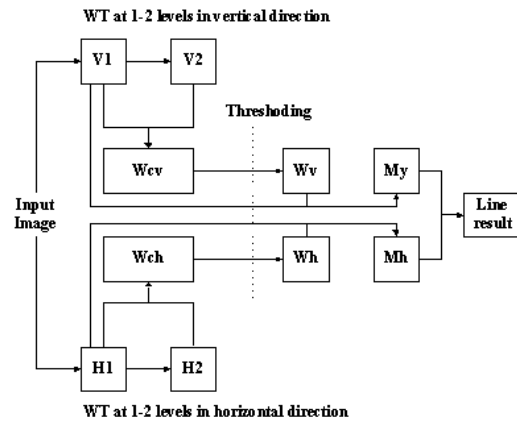 WT at 1-2 levels in vertical direction
V1 V2
Thresholding
Wcv Wv My
Input
Image
Line
result
Wch Wh Mh
H1 H2
WT at 1-2 levels in horizontal direction